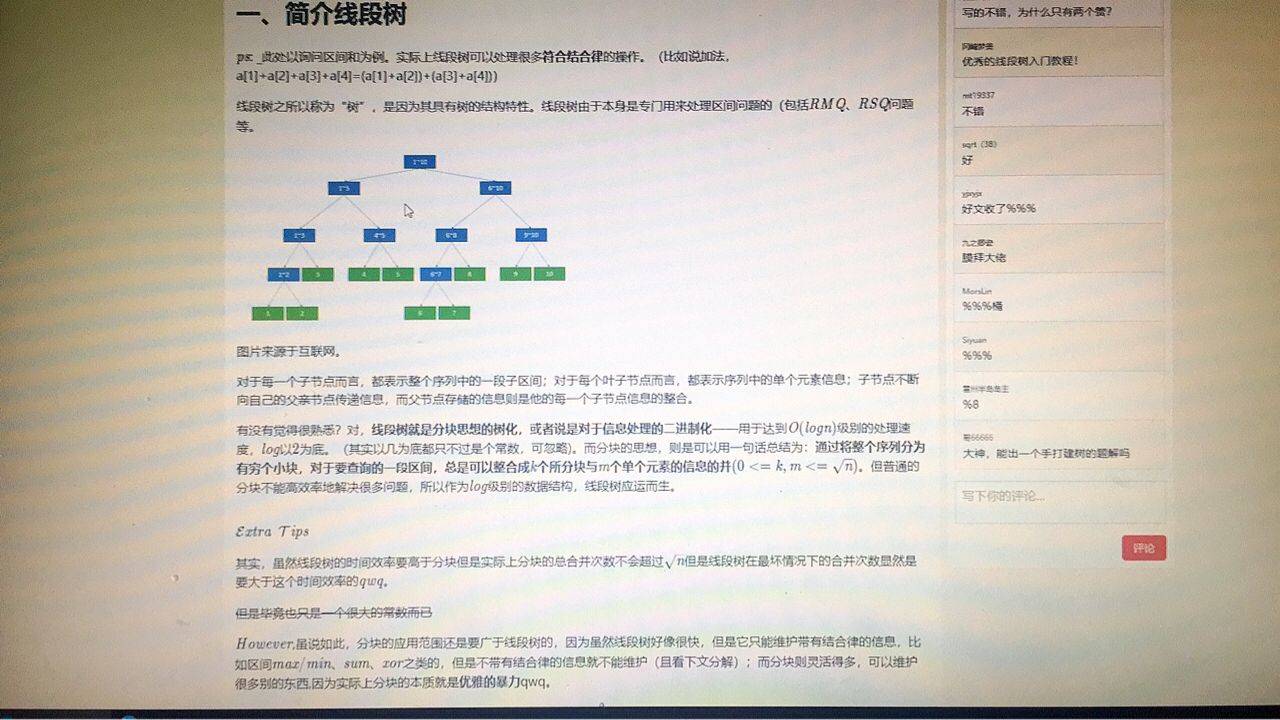 一、简介线段树
ps: 此处以询问区间和为例。实际上线段树可以处理很多符合结合律的操作。（比如说加法，
a[1]+a[2]+a[3]+a[4]=(a[1]+a[2])+(a[3]+a[4])）
线段树之所以称为“树”，是因为其具有树的结构特性。线段树由于本身是专门用来处理区间问题的（包括RMQ、RSQ问题
等。
1~10
1~5 6~10
1~3 4~5 6~8 9~10
1~2 3 4 5 6~7 8 9 10
1 2 6 7
图片来源于互联网。
对于每一个子节点而言，都表示整个序列中的一段子区间；对于每个叶子节点而言，都表示序列中的单个元素信息；子节点不断
向自己的父亲节点传递信息，而父节点存储的信息则是他的每一个子节点信息的整合。
有没有觉得很熟悉？对，线段树就是分块思想的树化，或者说是对于信息处理的二进制化——用于达到O(logn)级别的处理速
度，log以2为底。（其实以几为底都只不过是个常数，可忽略）。而分块的思想，则是可以用一句话总结为：通过将整个序列分为
有穷个小块，对于要查询的一段区间，总是可以整合成k个所分块与m个单个元素的信息的并(0 <= k, m <= √n)。但普通的
分块不能高效率地解决很多问题，所以作为log级别的数据结构，线段树应运而生。
Extra Tips
其实，虽然线段树的时间效率要高于分块但是实际上分块的总合并次数不会超过√n但是线段树在最坏情况下的合并次数显然是
要大于这个时间效率的qwq。
但是毕竟也只是一个很大的常数而已
However,虽说如此，分块的应用范围还是要广于线段树的，因为虽然线段树好像很快，但是它只能维护带有结合律的信息，比
如区间max/min、sum、xor之类的，但是不带有结合律的信息就不能维护（且看下文分解）；而分块则灵活得多，可以维护
很多别的东西,因为实际上分块的本质就是优雅的暴力qwq。
写的不错，为什么只有两个赞？
优秀的线段树入门教程！
mt19337
不错
sqrt（38）
好
好文收了%%%
膜拜大佬
MorsLin
%%%橘
Siyuan
%%%
雷州半岛岛主
%8
大神，能出一个手打建树的题解吗
写下你的评论...
评论